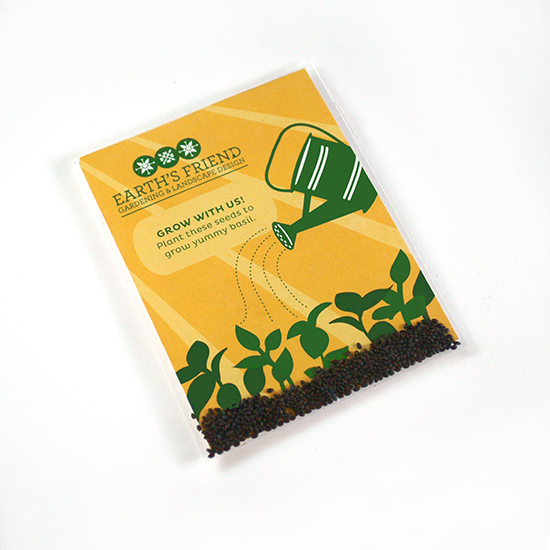 EARTH'S FRIEND
GARDENING & LANDSCAPE DESIGN
GROW WITH US!
Plant these seeds to
grow yummy basil.